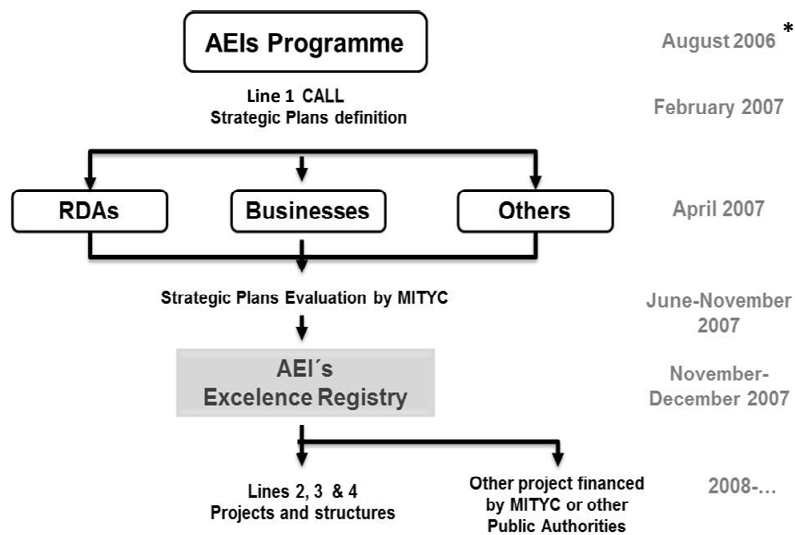 AEIs Programme
August 2006 *
Line 1 CALL
Strategic Plans definition
February 2007
RDAs
Businesses
Others
April 2007
Strategic Plans Evaluation by MITYC
June-November
2007
AEI´s
Excelence Registry
November-
December 2007
Lines 2, 3 & 4
Projects and structures
Other project financed
by MITYC or other
Public Authorities
2008-...